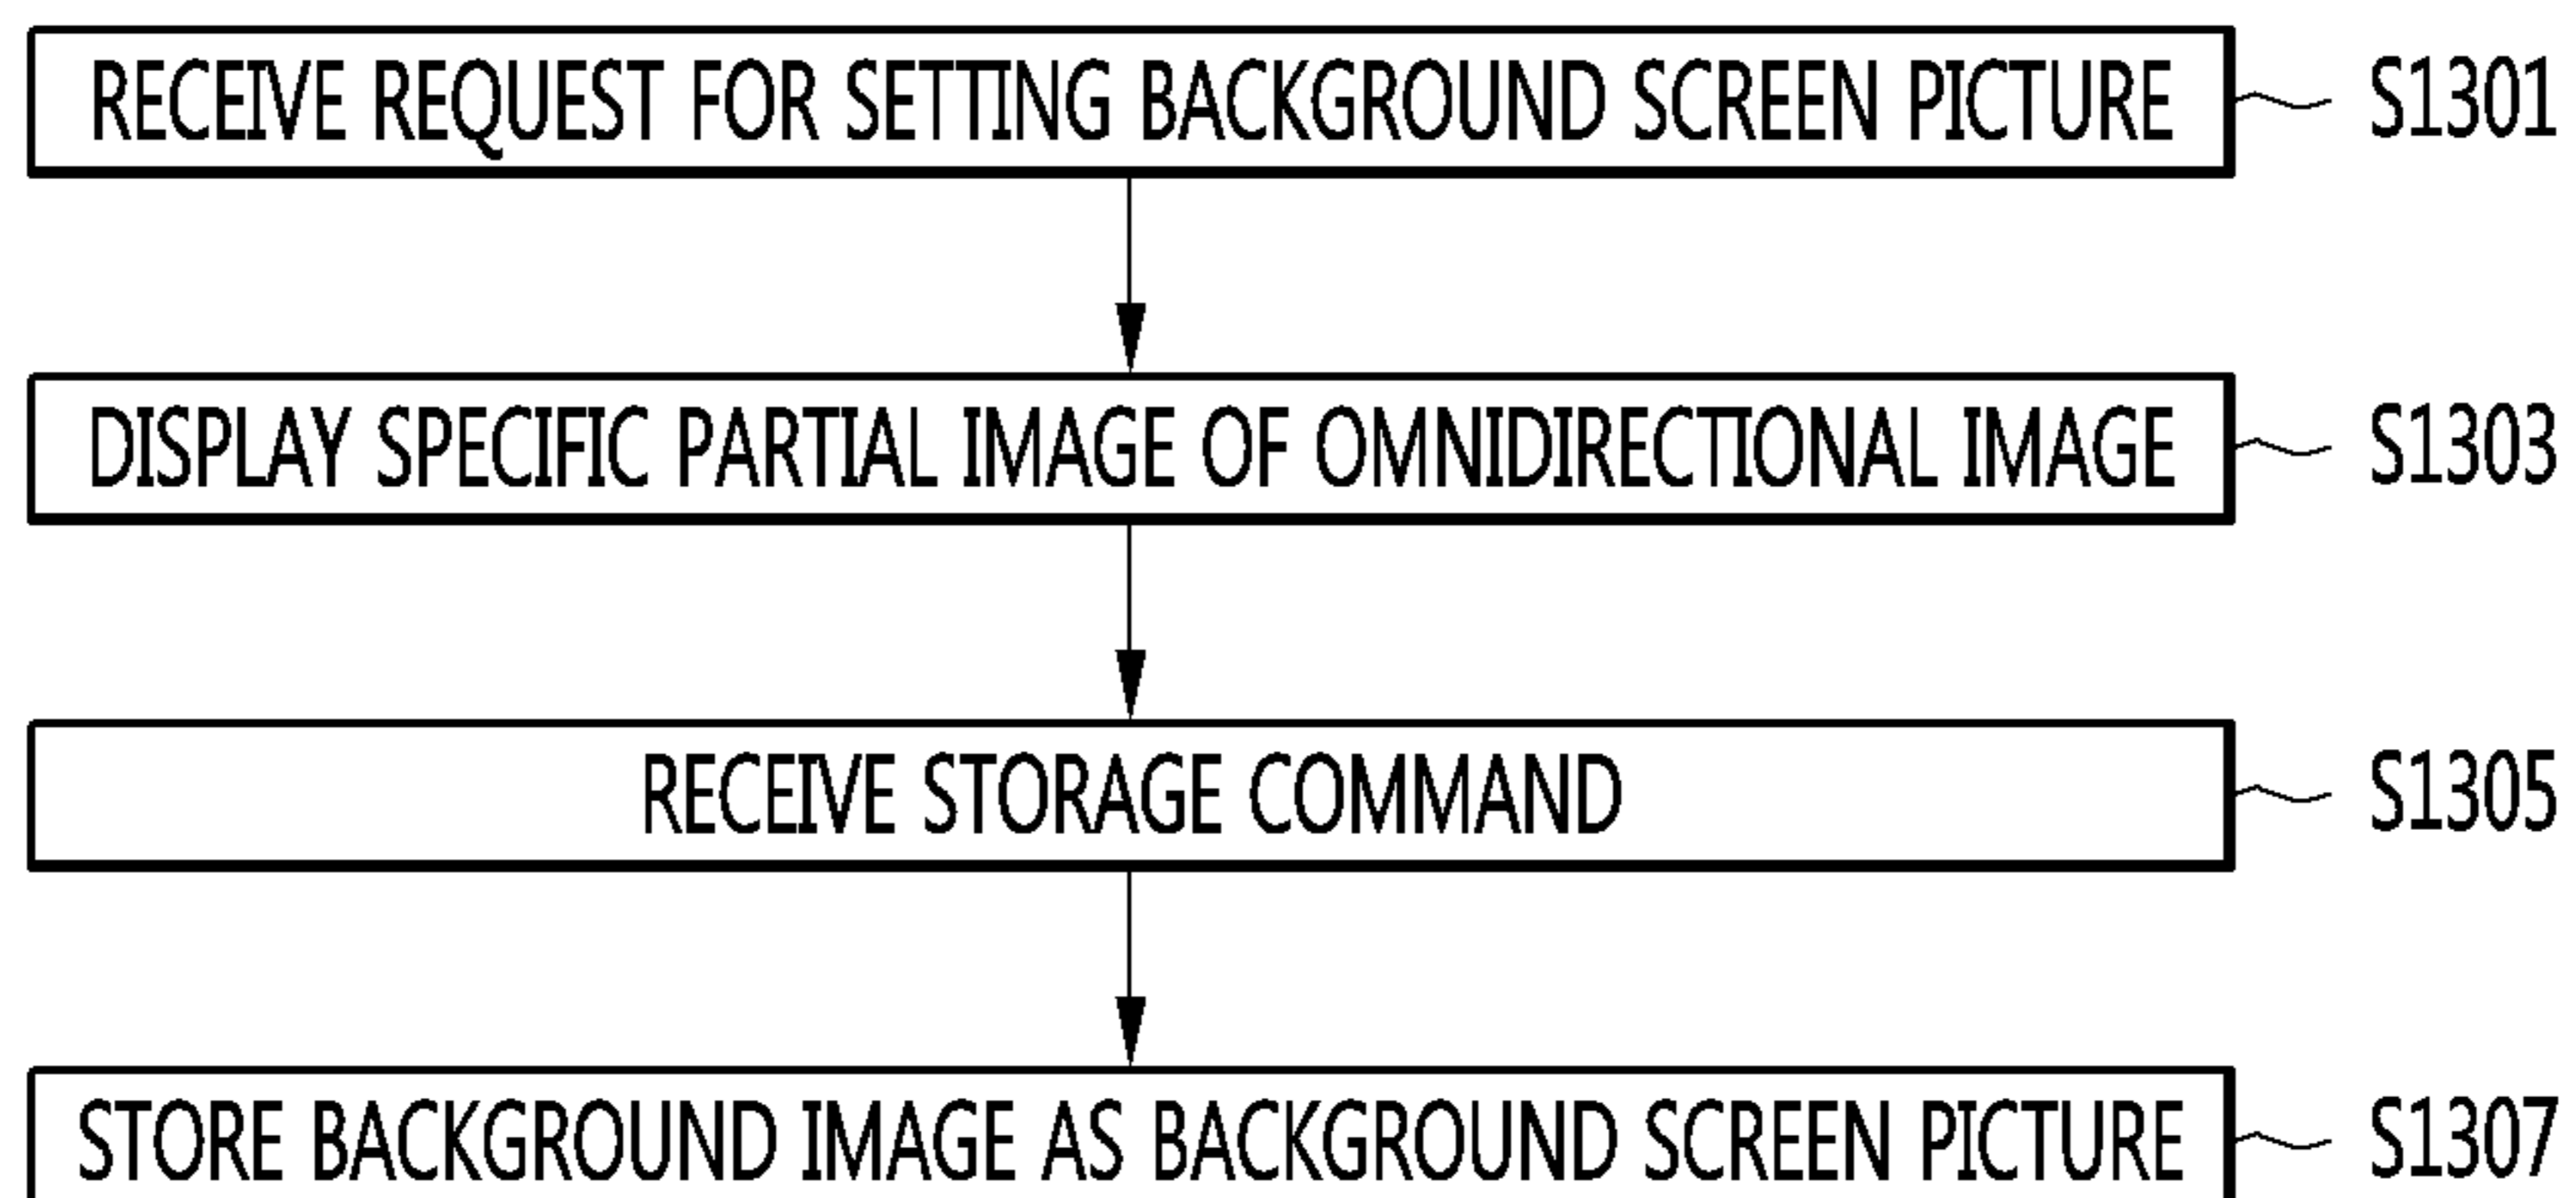 RECEIVE REQUEST FOR SETTING BACKGROUND SCREEN PICTURE S1301
DISPLAY SPECIFIC PARTIAL IMAGE OF OMNIDIRECTIONAL IMAGE S1303
RECEIVE STORAGE COMMAND S1305
STORE BACKGROUND IMAGE AS BACKGROUND SCREEN PICTURE S1307